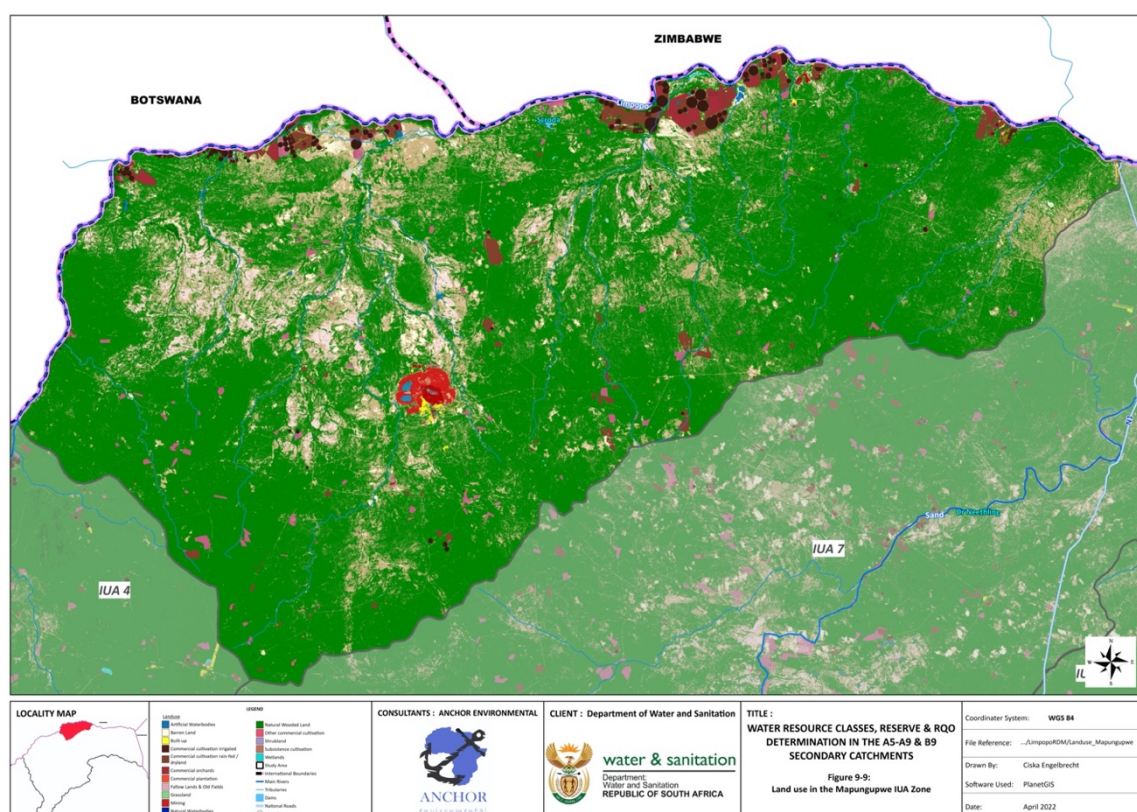 ZIMBABWE
BOTSWANA
Limpopo
Sand
N1
IUA 7
IUA 4
N
W
E
S
LOCALITY MAP
LEGEND
Landuse
Artificial Waterbodies
Barren Land
Built-up
Commercial cultivation irrigated
Commercial cultivation rain-fed /
dryland
Commercial orchards
Commercial plantation
Fallow Lands & Old Fields
Grassland
Mining
Natural Waterbodies
Natural Wooded Land
Other commercial cultivation
Shrubland
Subsistence cultivation
Wetlands
Study Area
International Boundaries
Main Rivers
Tributaries
Dams
National Roads
CONSULTANTS : ANCHOR ENVIRONMENTAL
ANCHOR
environmental
CLIENT : Department of Water and Sanitation
water & sanitation
Department:
Water and Sanitation
REPUBLIC OF SOUTH AFRICA
TITLE :
WATER RESOURCE CLASSES, RESERVE & RQO
DETERMINATION IN THE A5-A9 & B9
SECONDARY CATCHMENTS
Figure 9-9:
Land use in the Mapungupwe IUA Zone
Coordinater System: WGS 84
File Reference: .../LimpopoRDM/Landuse_Mapungupwe
Drawn By: Ciska Engelbrecht
Software Used: PlanetGIS
Date: April 2022